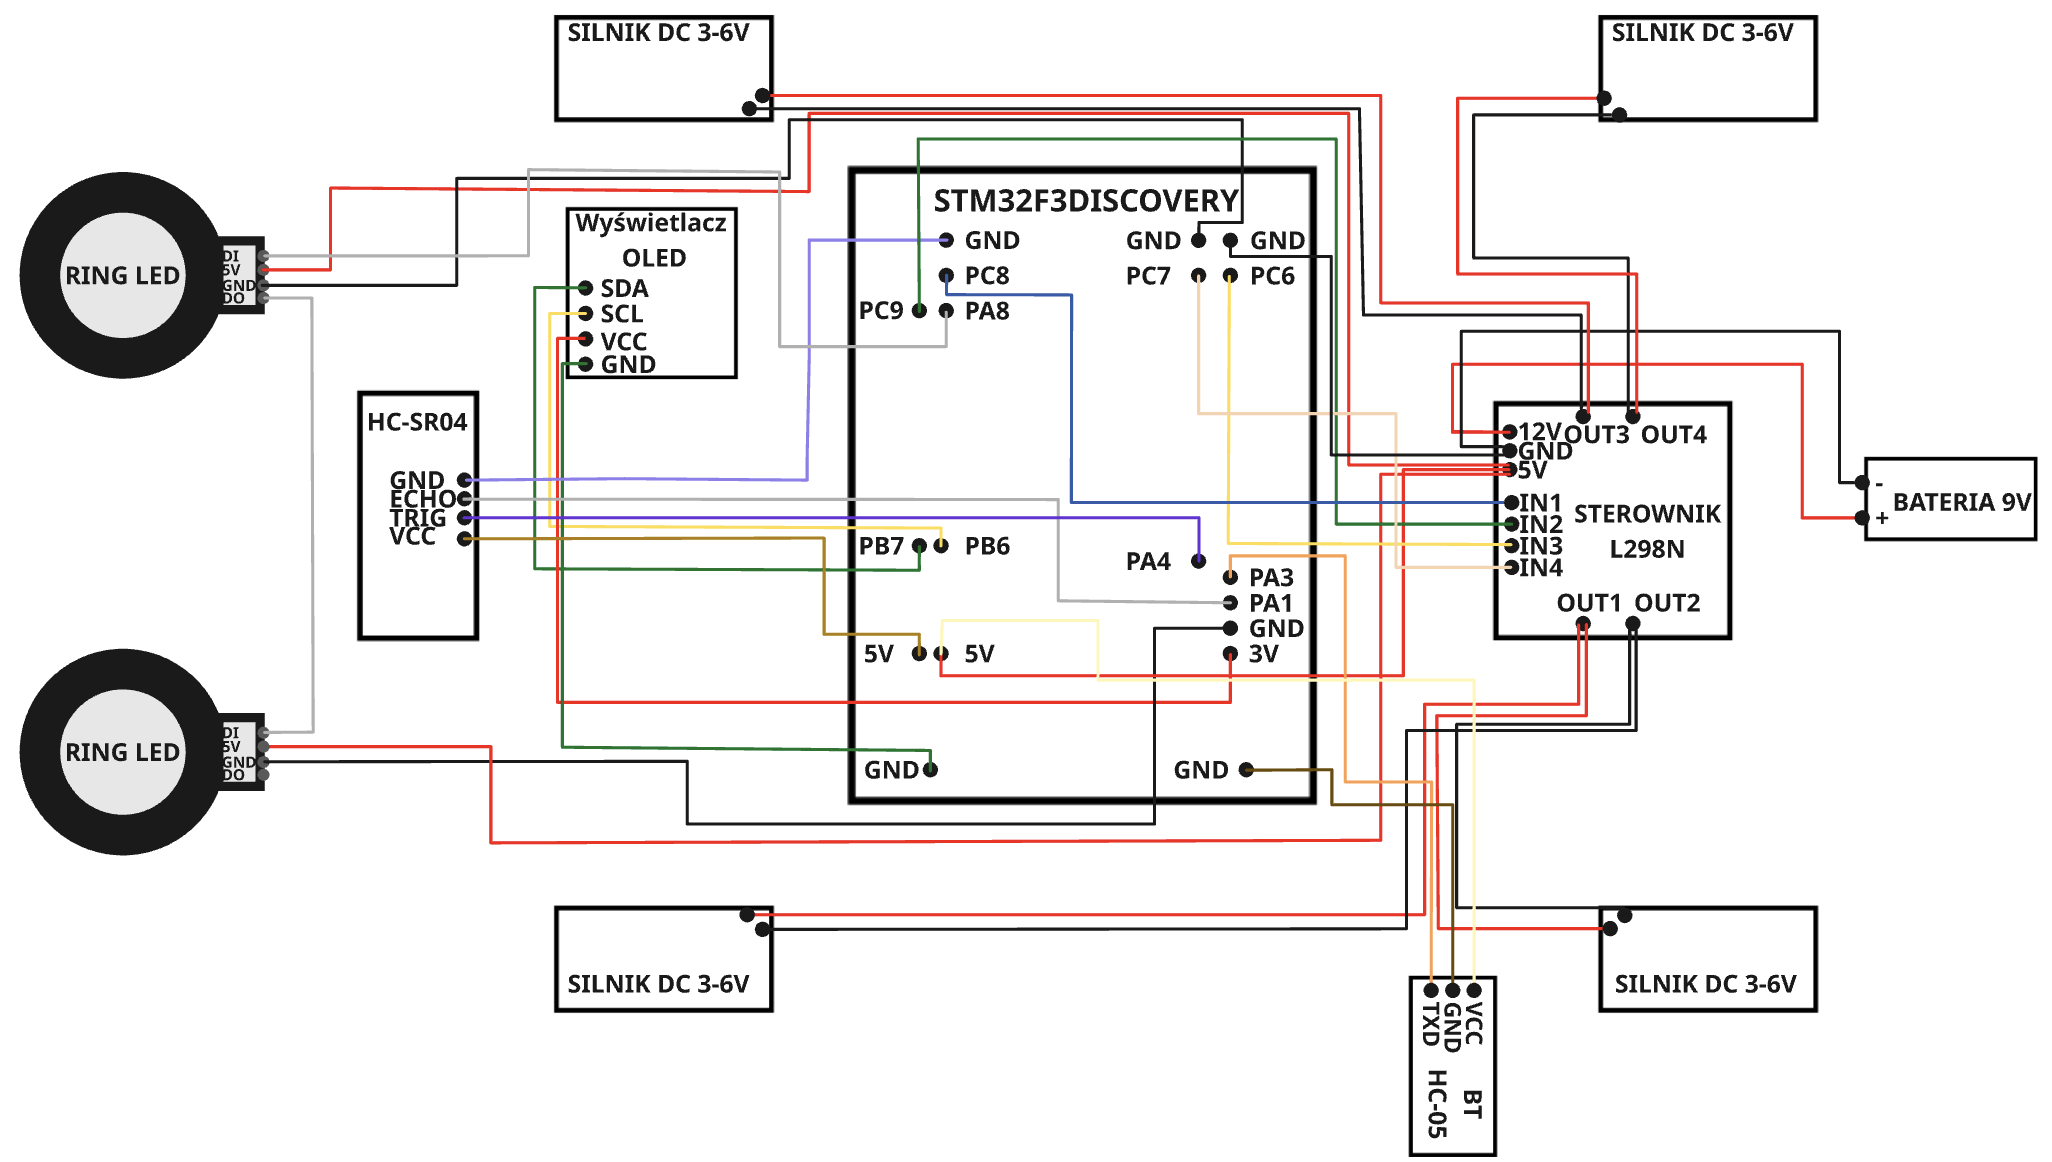 SILNIK DC 3-6V
SILNIK DC 3-6V
RING LED
DI
5V
GND
DO
Wyświetlacz
OLED
SDA
SCL
VCC
GND
HC-SR04
GND
ECHO
TRIG
VCC
STM32F3DISCOVERY
GND
GND
GND
PC8
PC7
PC6
PC9
PA8
PB7
PB6
PA4
PA3
PA1
GND
5V
5V
3V
GND
GND
12V
OUT3
OUT4
GND
5V
IN1
IN2
IN3
IN4
STEROWNIK
L298N
OUT1
OUT2
-
BATERIA 9V
+
RING LED
DI
5V
GND
DO
SILNIK DC 3-6V
SILNIK DC 3-6V
TXD
GND
VCC
HC-05
BT